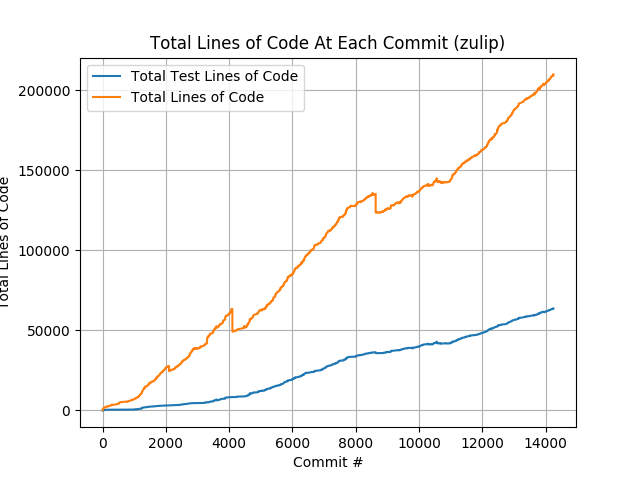 Total Lines of Code At Each Commit (zulip)
Total Test Lines of Code
Total Lines of Code
Total Lines of Code
200000
150000
100000
50000
0
0 2000 4000 6000 8000 10000 12000 14000
Commit #